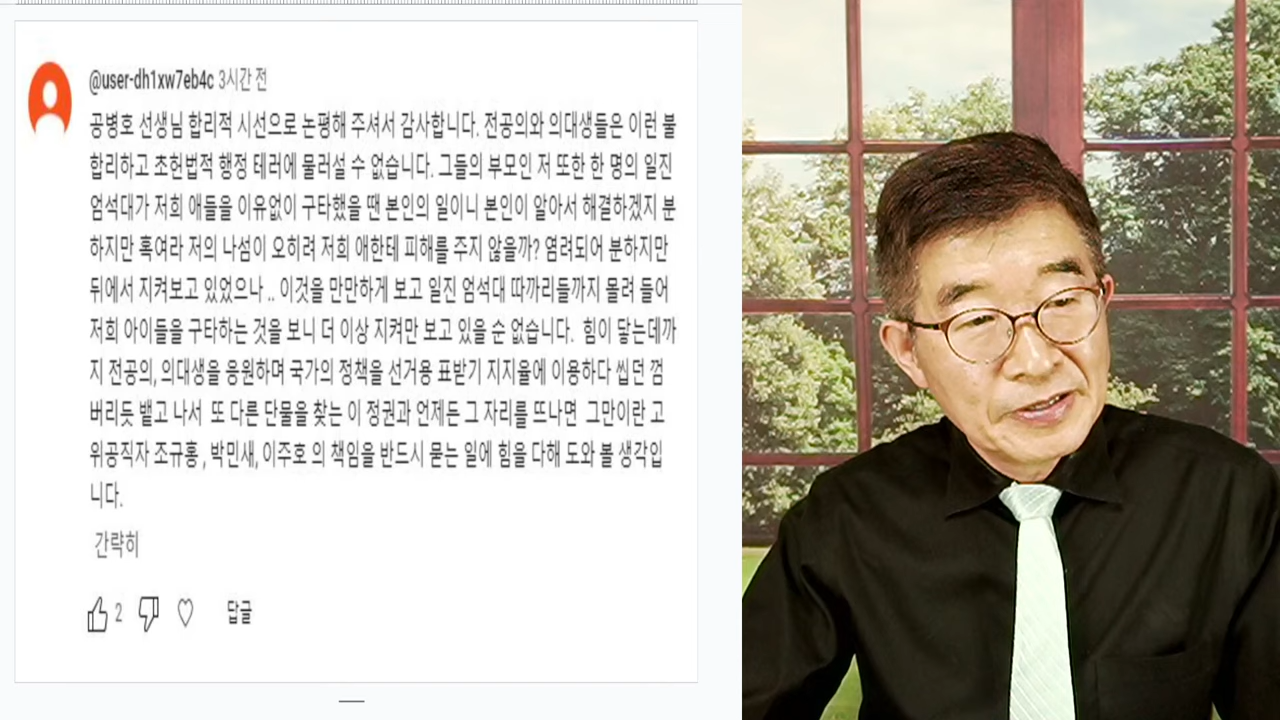 @user-dh1xw7eb4c 3시간 전
공병호 선생님 합리적 시선으로 논평해 주셔서 감사합니다. 전공의와 의대생들은 이런 불
합리하고 초헌법적 행정 테러에 물러설 수 없습니다. 그들의 부모인 저 또한 한 명의 일진
엄석대가 저희 애들을 이유없이 구타했을 땐 본인의 일이니 본인이 알아서 해결하겠지 분
하지만 혹여라 저의 나섬이 오히려 저희 애한테 피해를 주지 않을까? 염려되어 분하지만
뒤에서 지켜보고 있었으나 .. 이것을 만만하게 보고 일진 엄석대 따까리들까지 몰려 들어
저희 아이들을 구타하는 것을 보니 더 이상 지켜만 보고 있을 순 없습니다. 힘이 닿는데까
지 전공의, 의대생을 응원하며 국가의 정책을 선거용 표받기 지지율에 이용하다 씹던 껌
버리듯 뱉고 나서 또 다른 단물을 찾는 이 정권과 언제든 그 자리를 뜨나면 그만이란 고
위공직자 조규홍 , 박민새, 이주호 의 책임을 반드시 묻는 일에 힘을 다해 도와 볼 생각입
니다.
간략히
2 답글